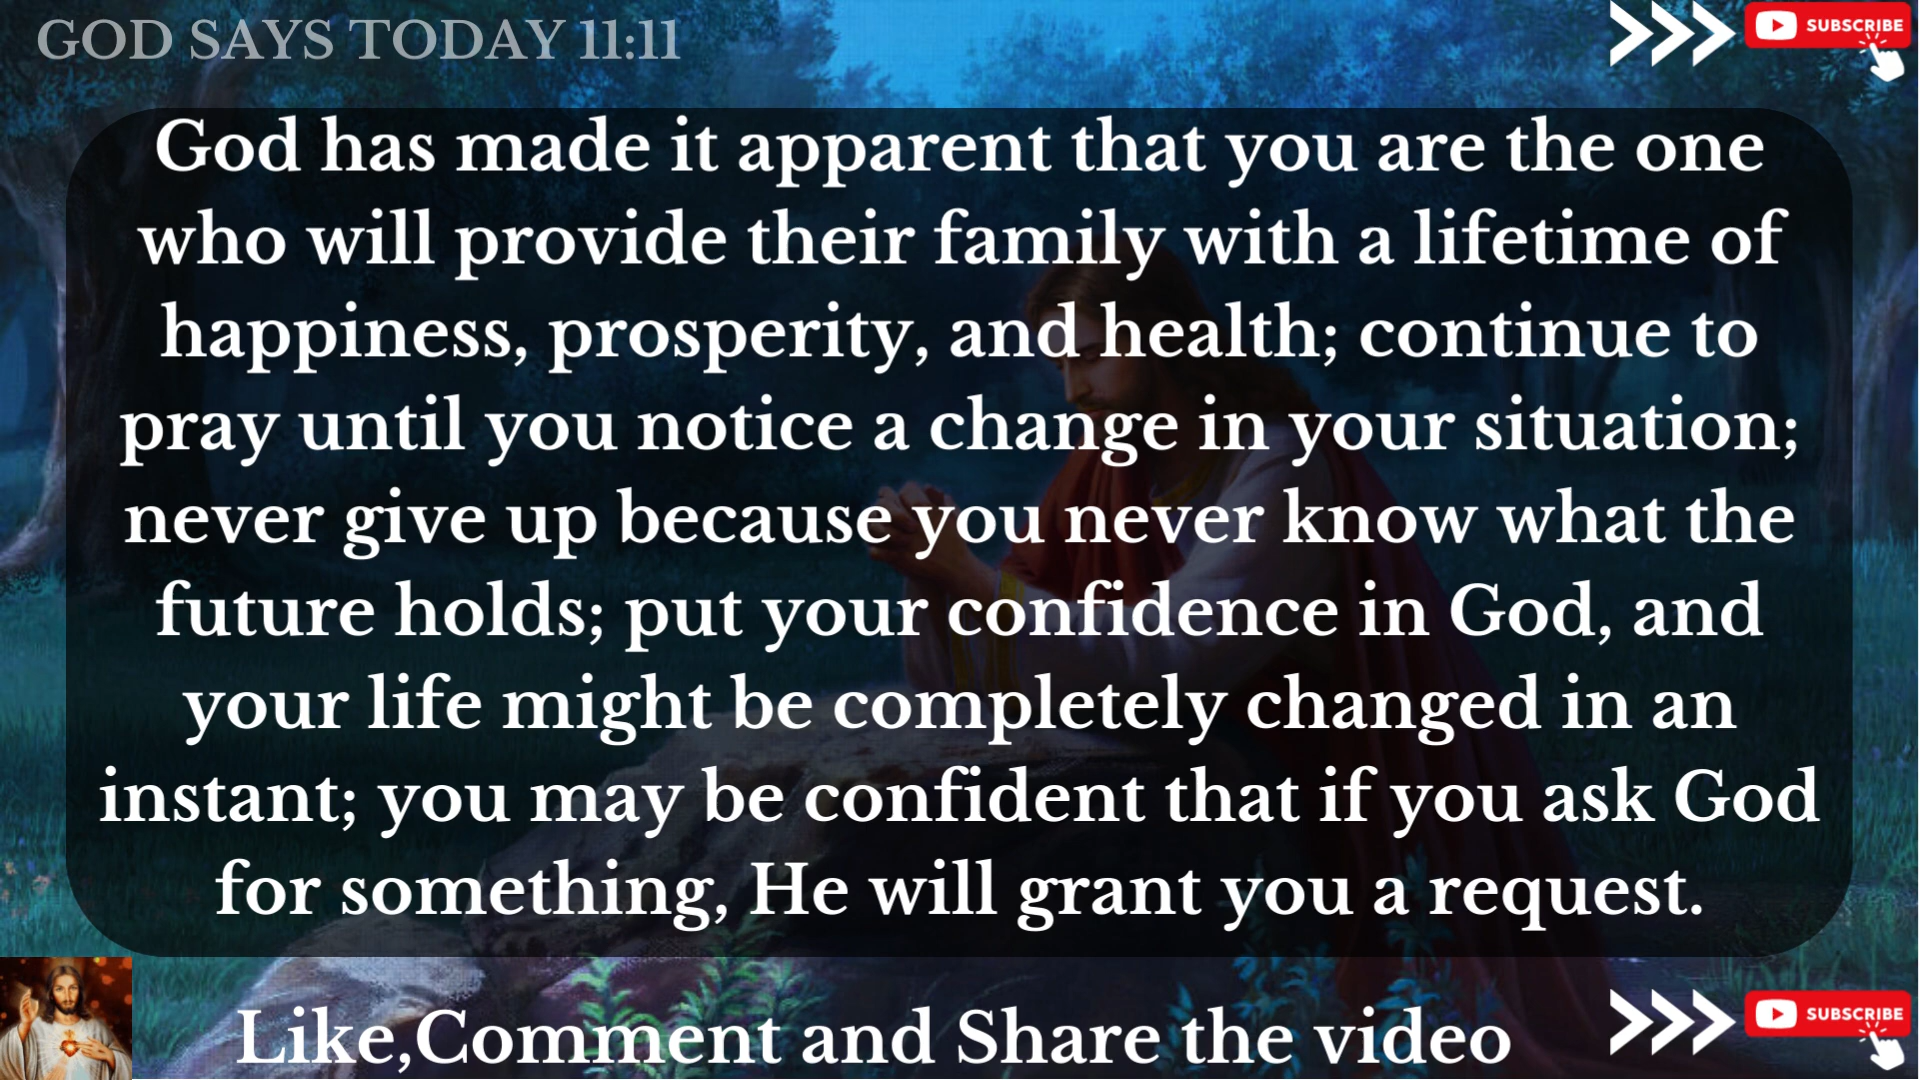 GOD SAYS TODAY 11:11
SUBSCRIBE
God has made it apparent that you are the one
who will provide their family with a lifetime of
happiness, prosperity, and health; continue to
pray until you notice a change in your situation;
never give up because you never know what the
future holds; put your confidence in God, and
your life might be completely changed in an
instant; you may be confident that if you ask God
for something, He will grant you a request.
Like,Comment and Share the video
SUBSCRIBE